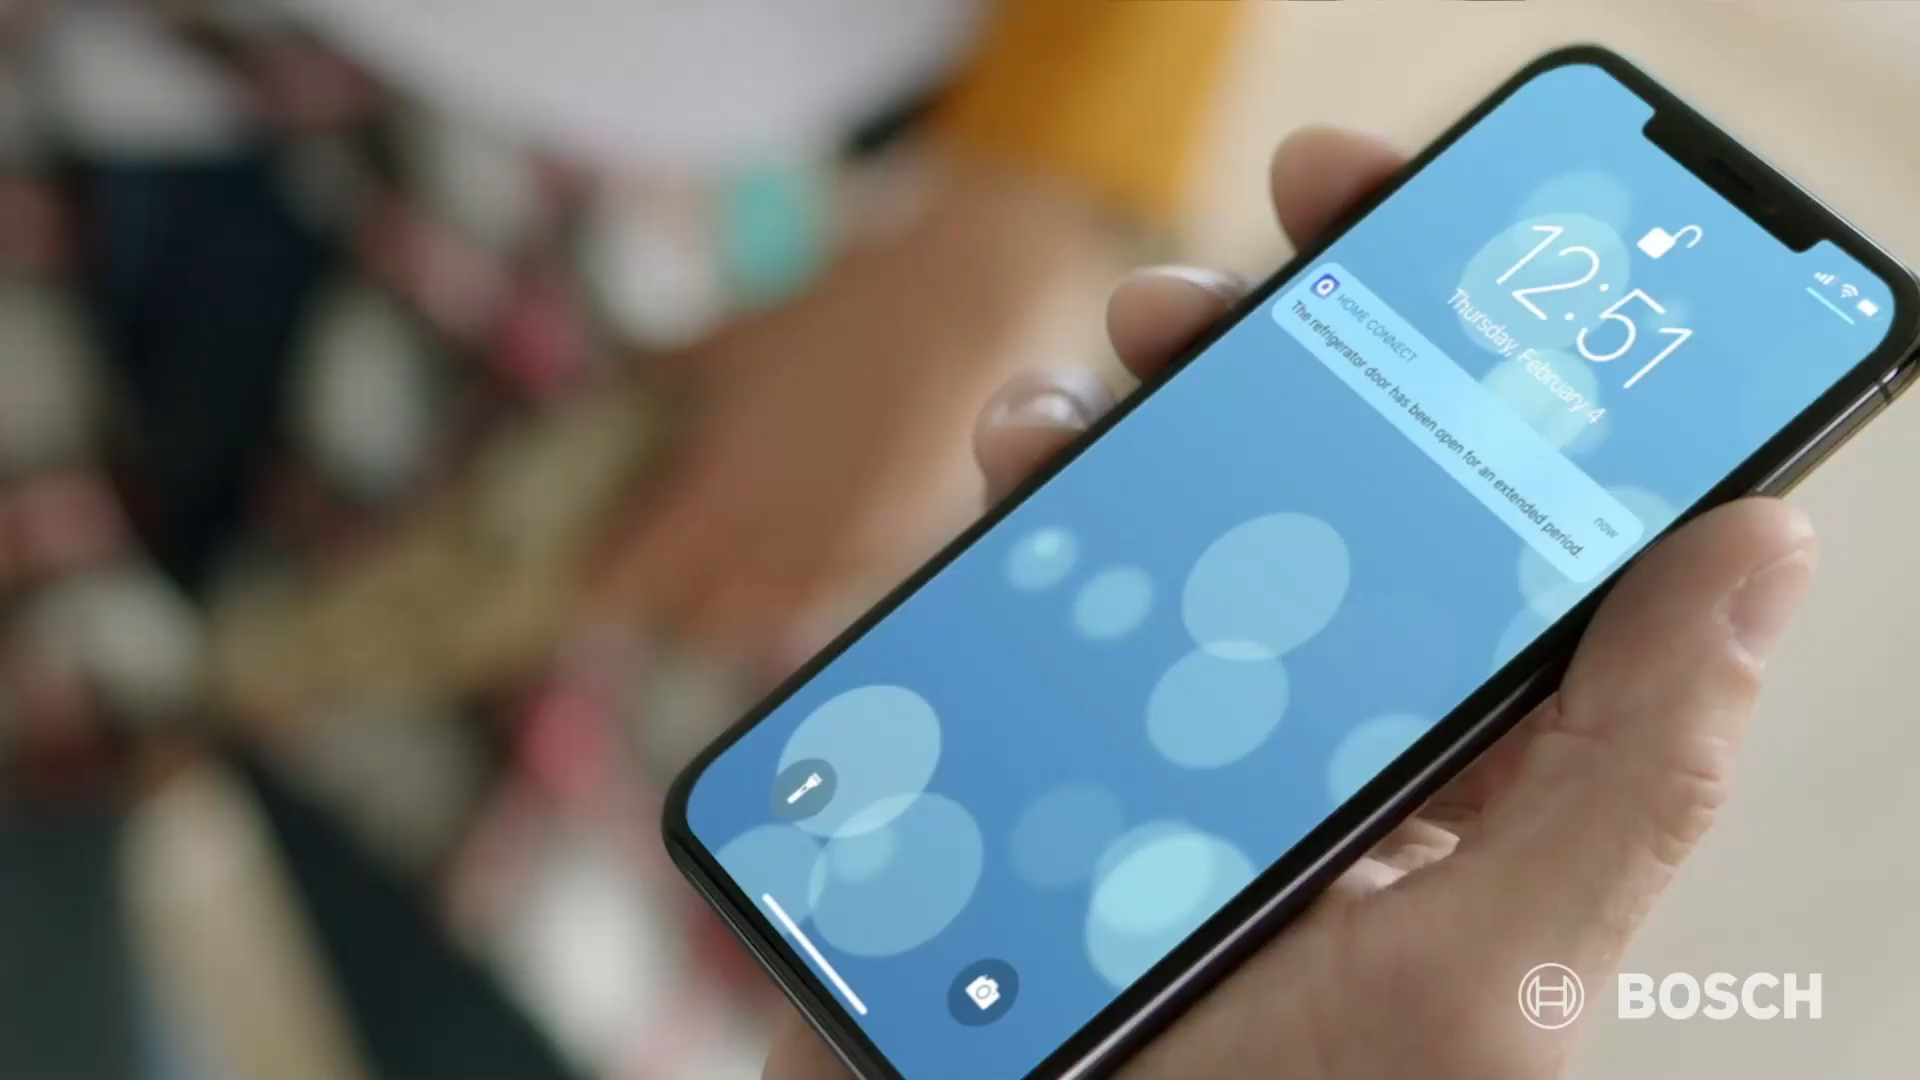 12:51
Thursday, February 4
HOME CONNECT
now
The refrigerator door has been open for an extended period.
BOSCH